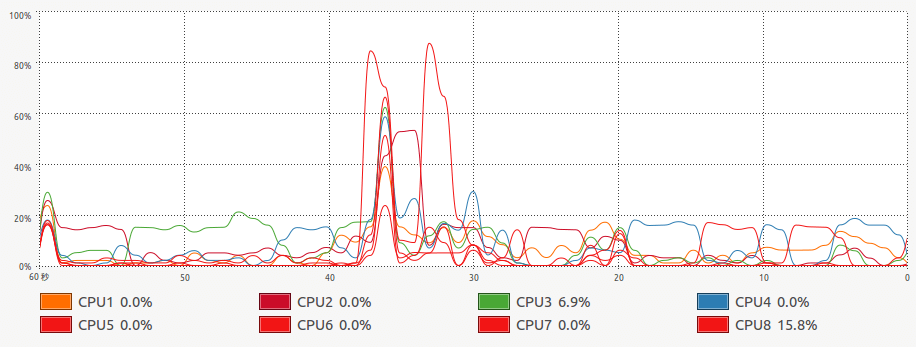 100%
80%
60%
40%
20%
0%
60 秒
50
40
30
20
10
0
CPU1 0.0%
CPU2 0.0%
CPU3 6.9%
CPU4 0.0%
CPU5 0.0%
CPU6 0.0%
CPU7 0.0%
CPU8 15.8%